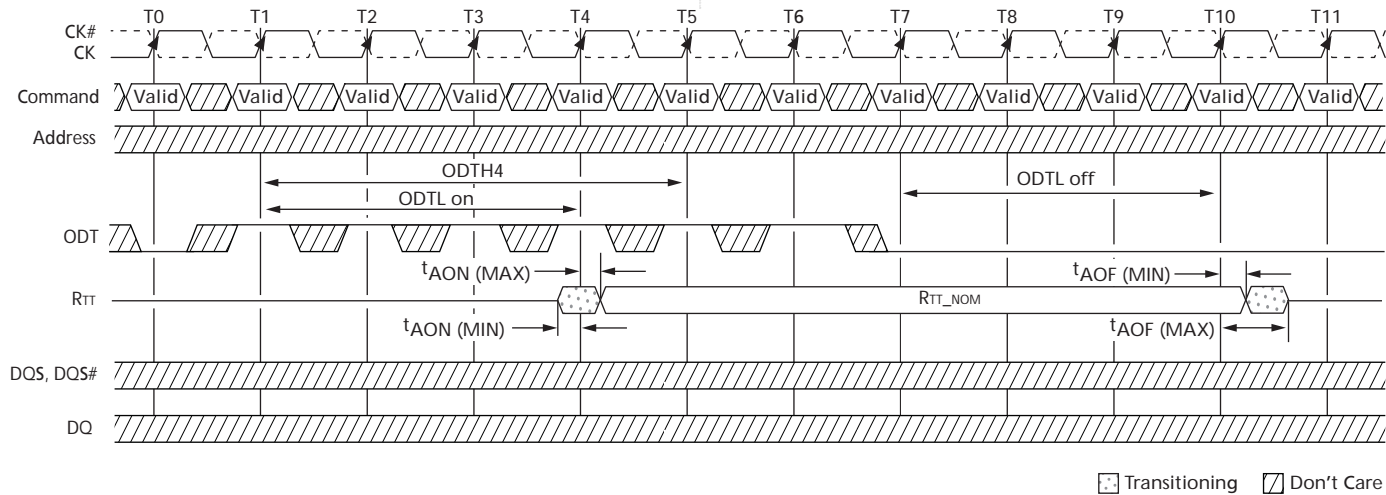 T0 T1 T2 T3 T4 T5 T6 T7 T8 T9 T10 T11
CK#
CK
Command Valid Valid Valid Valid Valid Valid Valid Valid Valid Valid Valid Valid
Address
ODTH4
ODTL off
ODTL on
ODT
tAON (MAX) tAOF (MIN)
RTT RTT_NOM
tAON (MIN) tAOF (MAX)
DQS, DQS#
DQ
Transitioning Don't Care